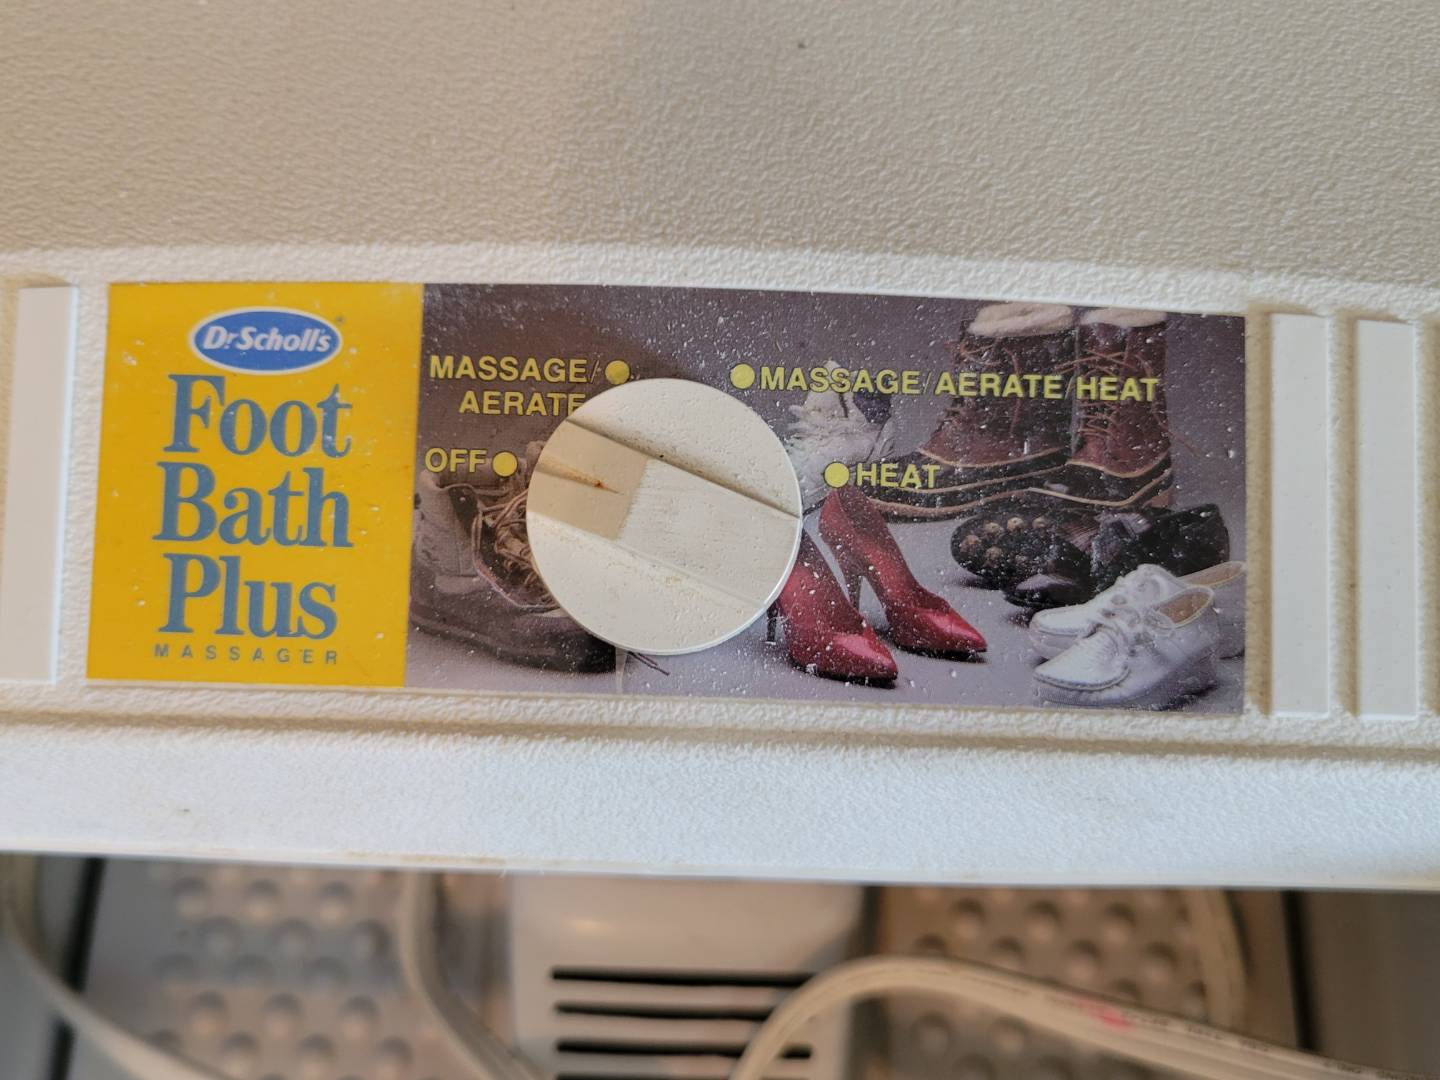 Dr Scholl's
Foot
Bath
Plus
MASSAGER
MASSAGE/
AERATE
OFF
MASSAGE/AERATE/HEAT
HEAT